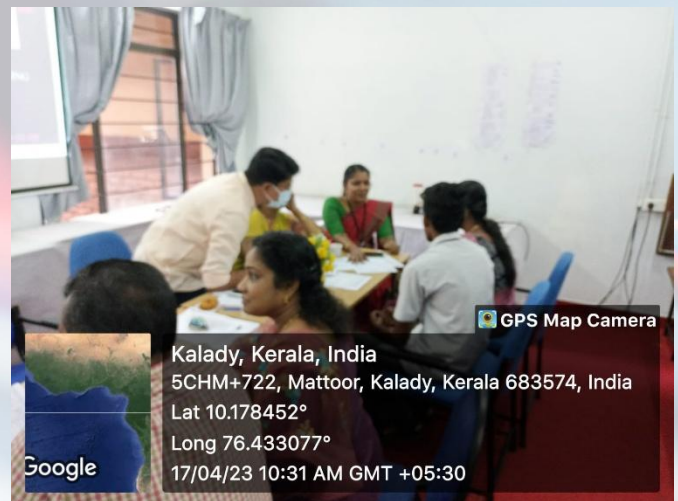 GPS Map Camera
Kalady, Kerala, India
5CHM+722, Mattoor, Kalady, Kerala 683574, India
Lat 10.178452°
Long 76.433077°
17/04/23 10:31 AM GMT +05:30
Google